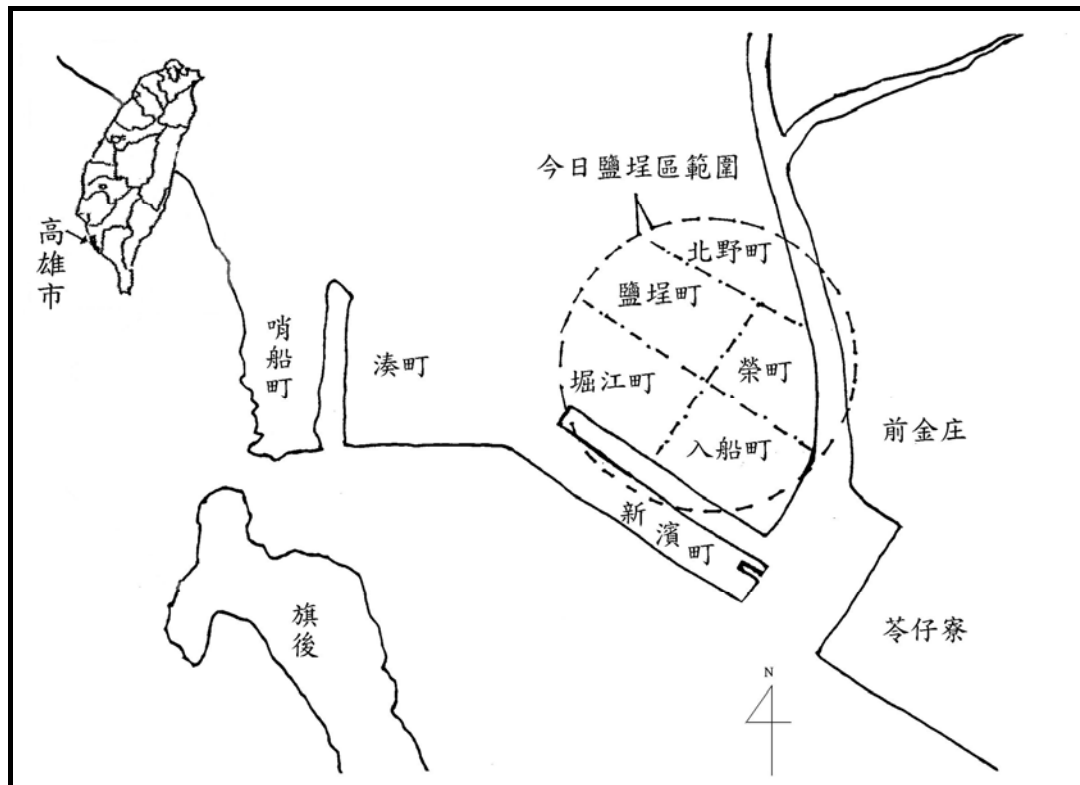 高雄市
今日鹽埕區範圍
北野町
鹽埕町
哨船町
湊町
堀江町
榮町
入船町
前金庄
新濱町
旗後
苓仔寮
N